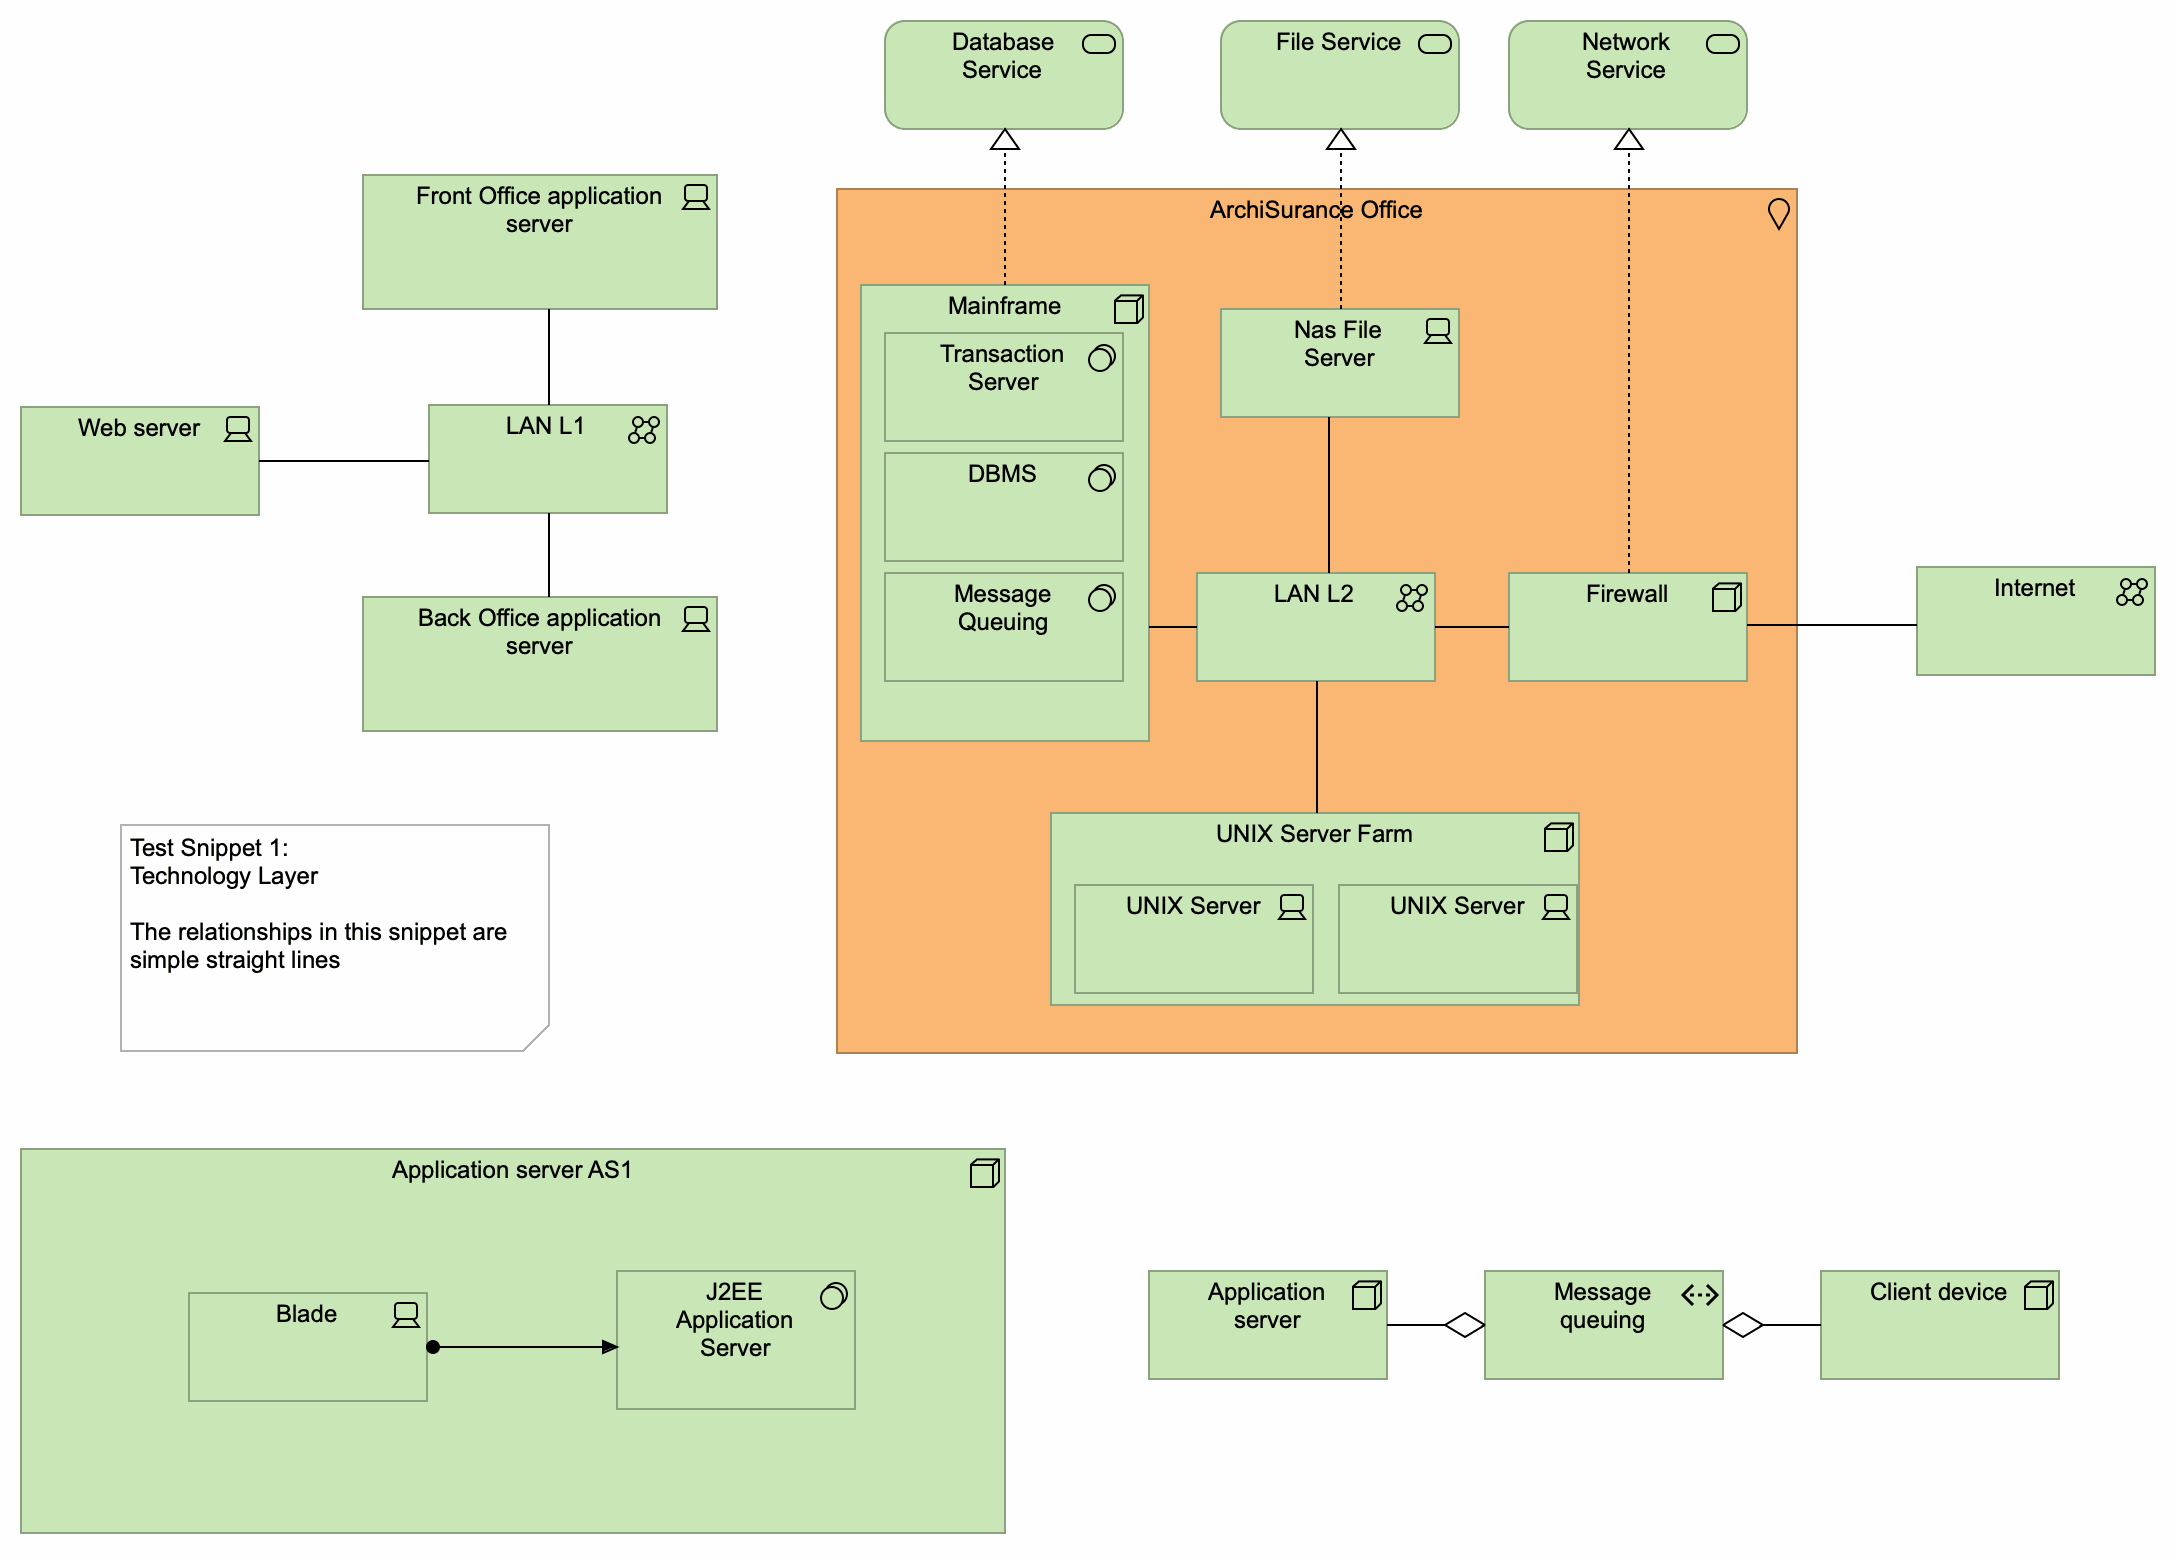 Database
Service
File Service
Network
Service
Front Office application
server
ArchiSurance Office
Mainframe
Transaction
Server
Nas File
Server
Web server
LAN L1
DBMS
Message
Queuing
LAN L2
Firewall
Internet
Back Office application
server
Test Snippet 1:
Technology Layer
The relationships in this snippet are
simple straight lines
UNIX Server Farm
UNIX Server
UNIX Server
Application server AS1
Blade
J2EE
Application
Server
Application
server
Message
queuing
Client device